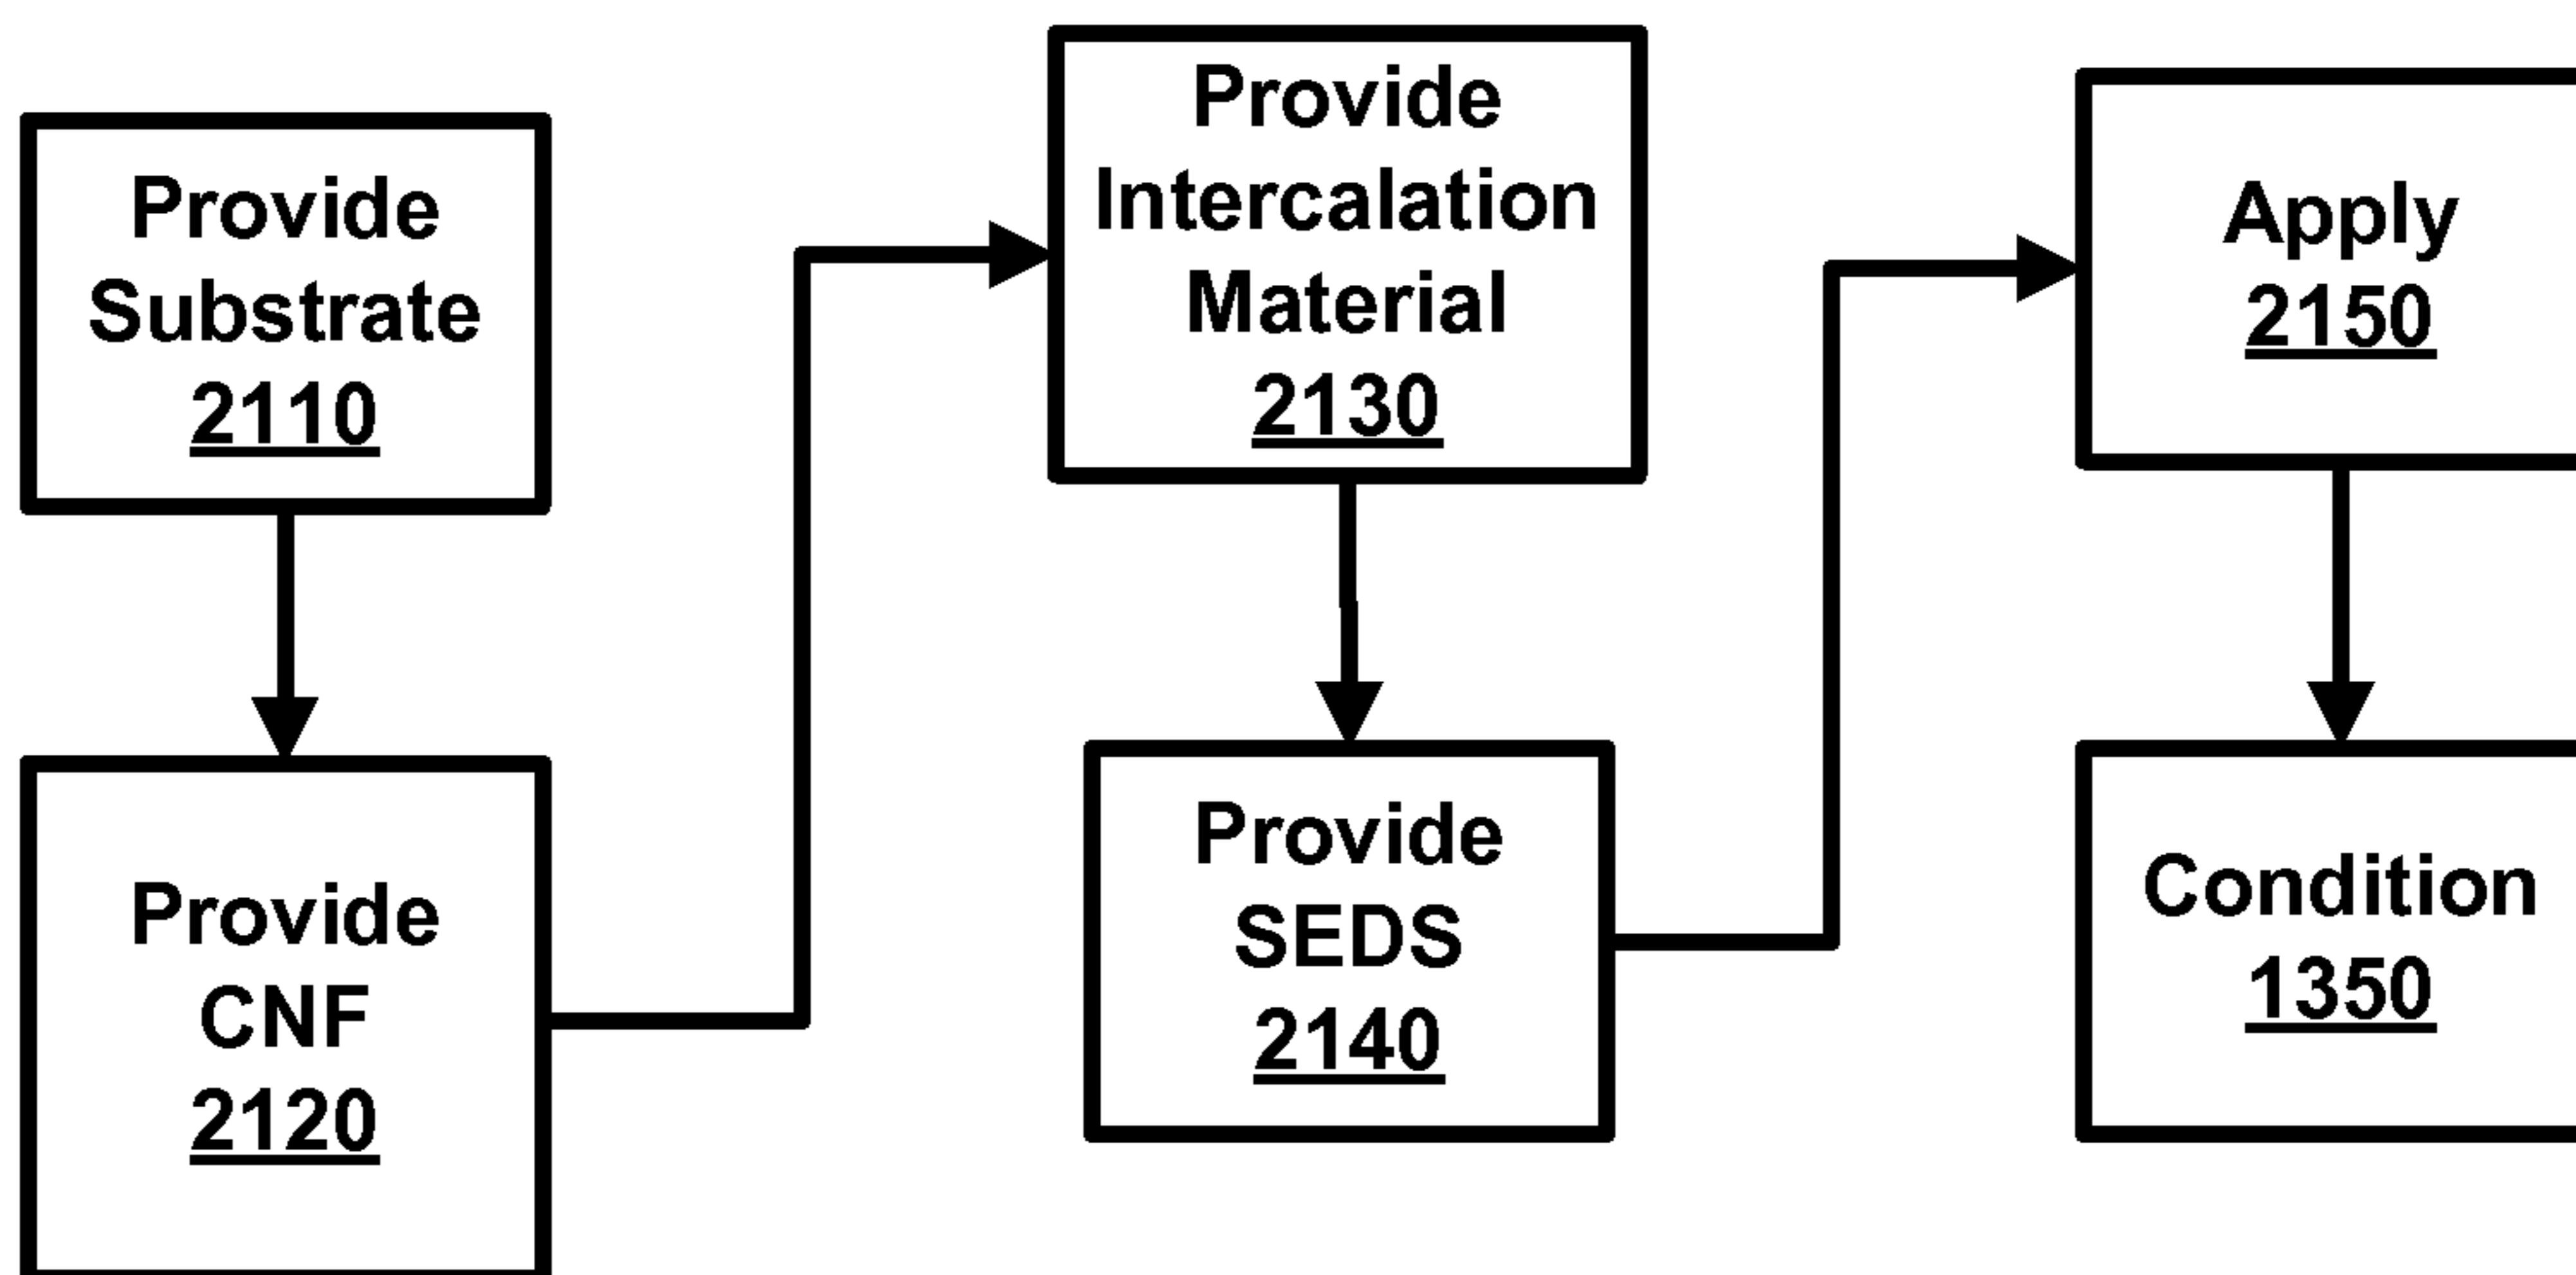 Provide
Substrate
2110
Provide
CNF
2120
Provide
Intercalation
Material
2130
Provide
SEDS
2140
Apply
2150
Condition
1350